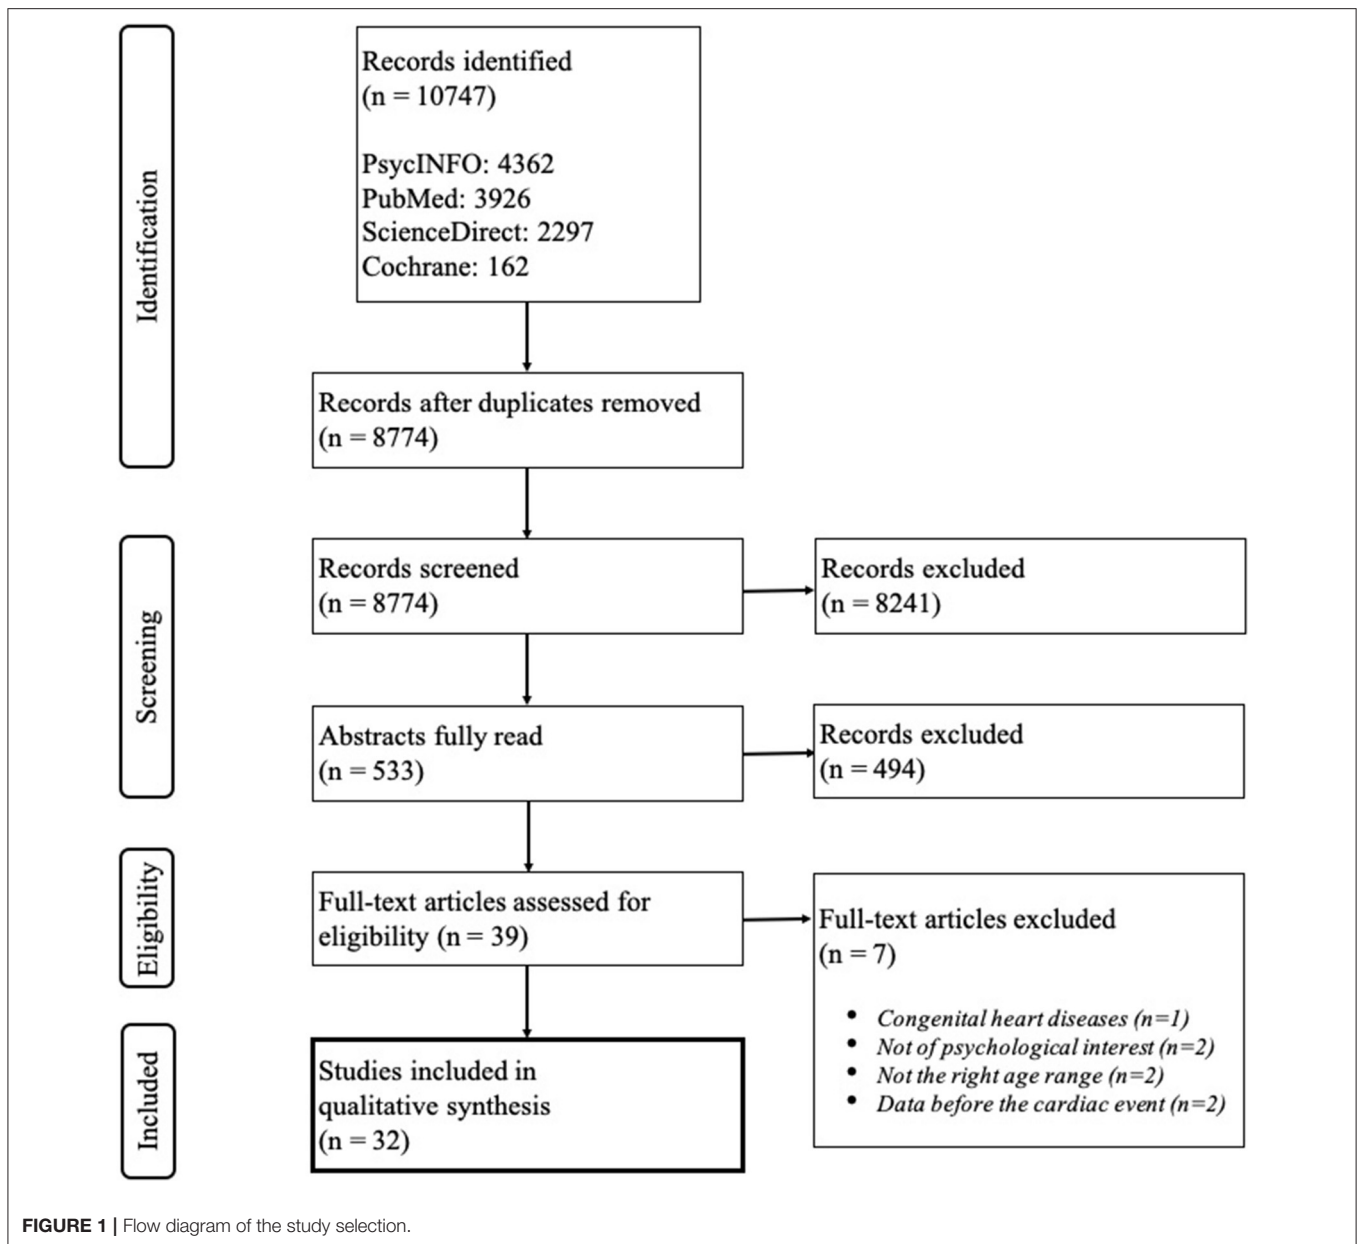 Identification
Records identified
(n = 10747)
PsycINFO: 4362
PubMed: 3926
ScienceDirect: 2297
Cochrane: 162
Records after duplicates removed
(n = 8774)
Screening
Records screened
(n = 8774)
Records excluded
(n = 8241)
Abstracts fully read
(n = 533)
Records excluded
(n = 494)
Eligibility
Full-text articles assessed for
eligibility (n = 39)
Full-text articles excluded
(n = 7)
• Congenital heart diseases (n=1)
• Not of psychological interest (n=2)
• Not the right age range (n=2)
• Data before the cardiac event (n=2)
Included
Studies included in
qualitative synthesis
(n = 32)
FIGURE 1 | Flow diagram of the study selection.